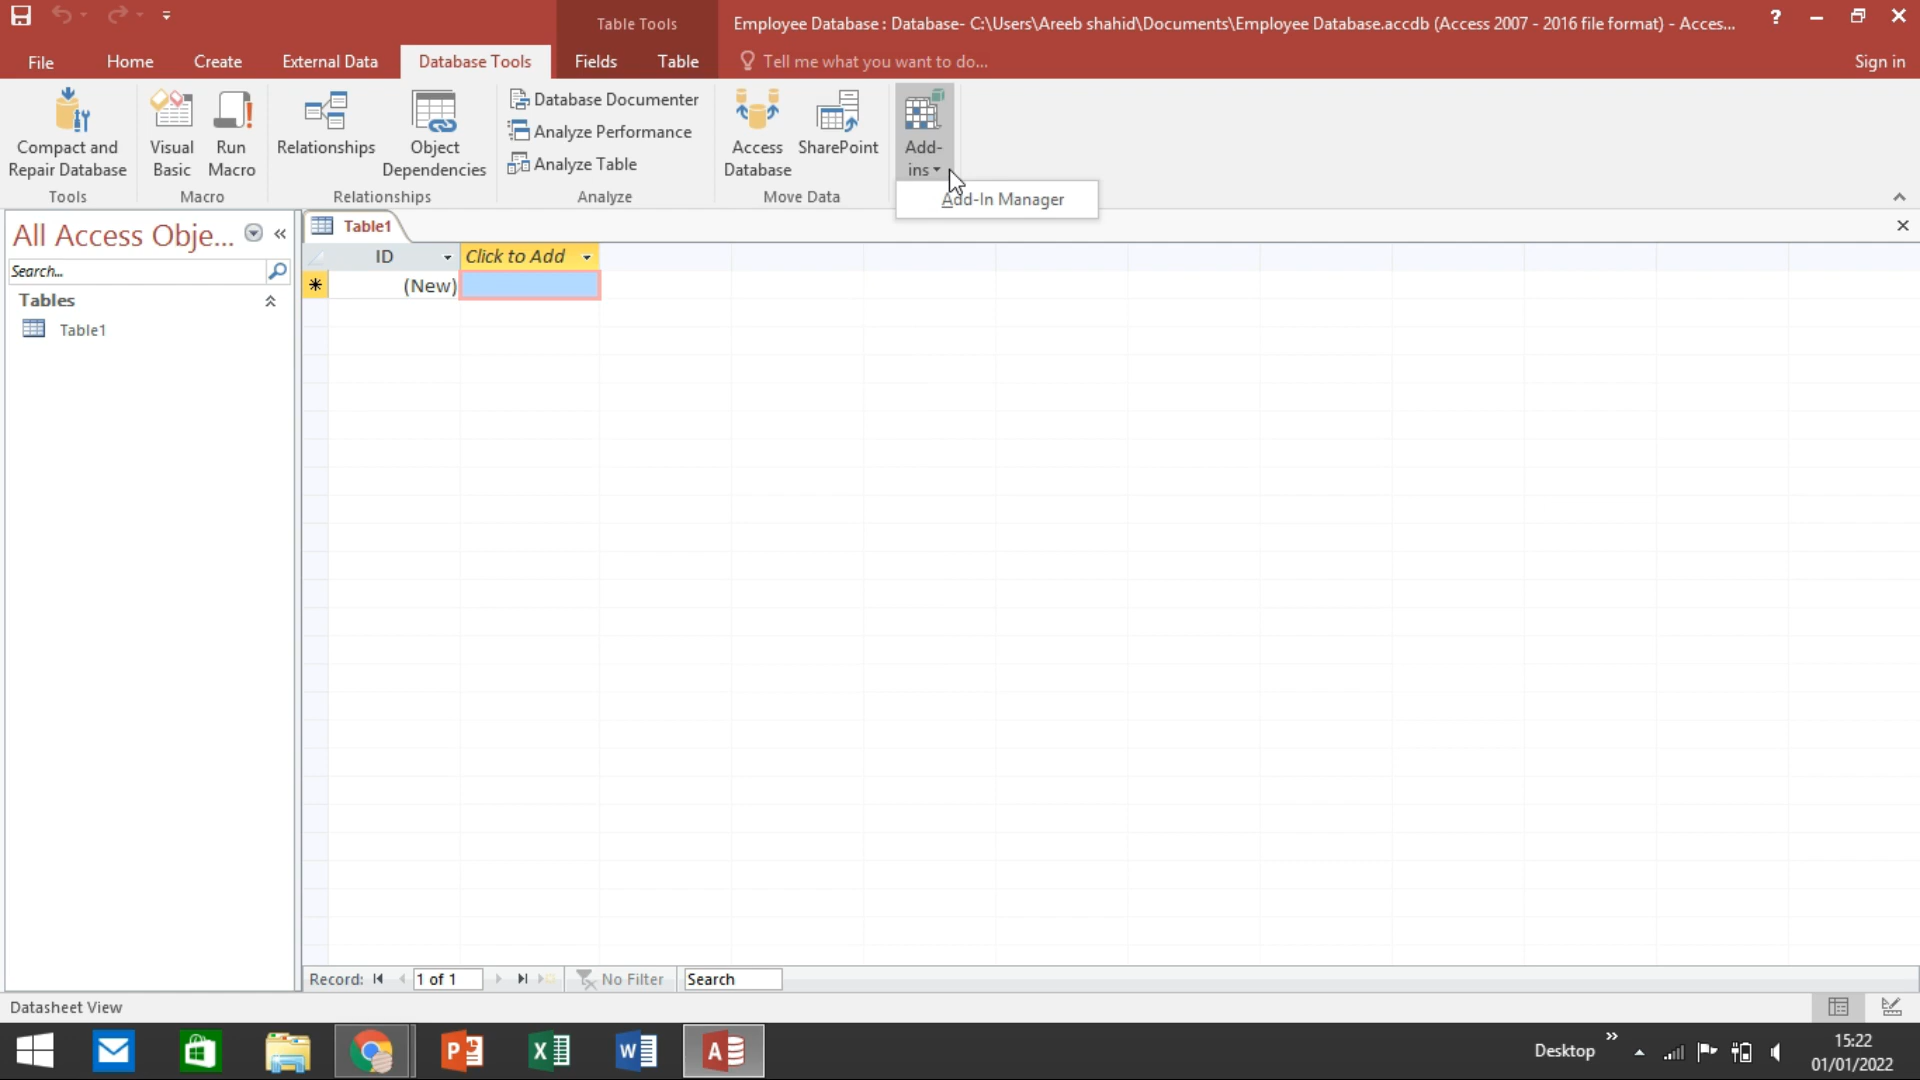 Table Tools
Employee Database : Database- C:\Users\Areeb shahid\Documents\Employee Database.accdb (Access 2007 - 2016 file format) - Acces...
?
File
Home
Create
External Data
Database Tools
Fields
Table
Tell me what you want to do...
Sign in
Compact and
Repair Database
Visual
Basic
Run
Macro
Relationships
Object
Dependencies
Database Documenter
Analyze Performance
Analyze Table
Access
Database
SharePoint
Add-
ins
Tools
Macro
Relationships
Analyze
Move Data
Add-In Manager
All Access Obje...
Search...
Tables
Table1
Table1
ID
Click to Add
(New)
Record:
1 of 1
No Filter
Search
Datasheet View
Desktop
15:22
01/01/2022